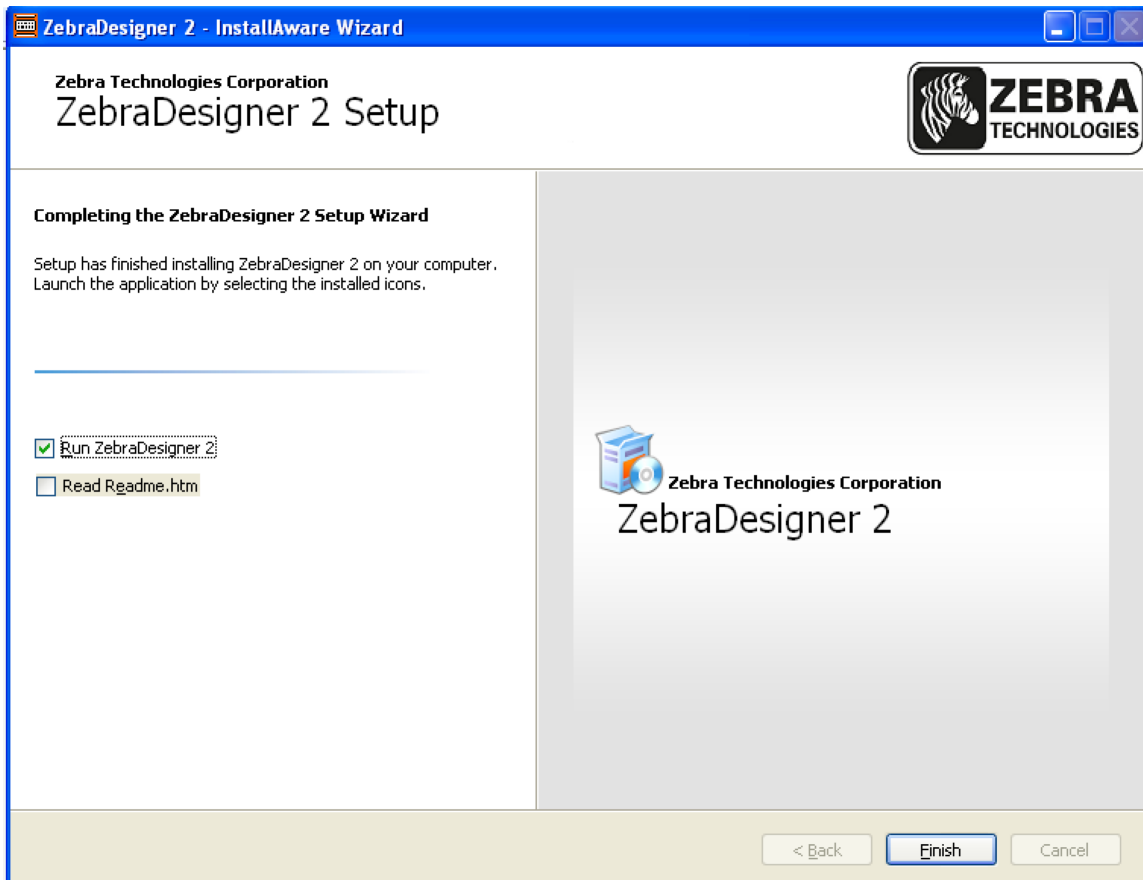 ZebraDesigner 2 - InstallAware Wizard
Zebra Technologies Corporation
ZebraDesigner 2 Setup
ZEBRA
TECHNOLOGIES
Completing the ZebraDesigner 2 Setup Wizard
Setup has finished installing ZebraDesigner 2 on your computer.
Launch the application by selecting the installed icons.
Run ZebraDesigner 2
Read Readme.htm
Zebra Technologies Corporation
ZebraDesigner 2
< Back
Finish
Cancel